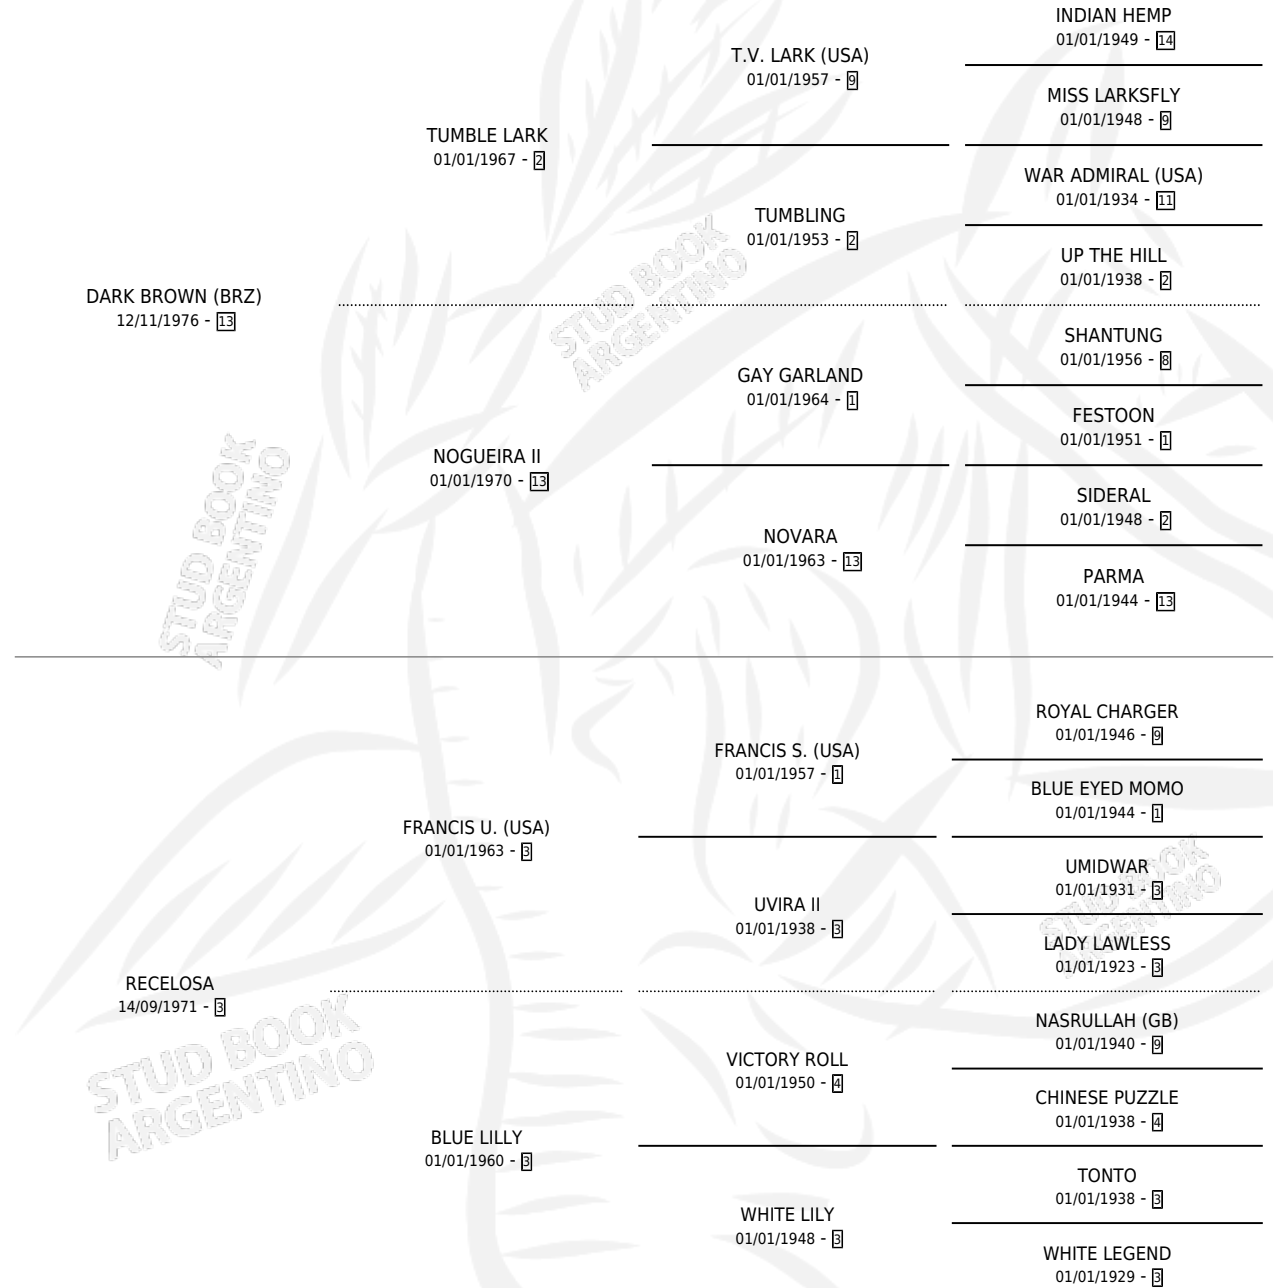 INDIAN HEMP
01/01/1949 - 14
T.V. LARK (USA)
01/01/1957 - 9
MISS LARKSFLY
01/01/1948 - 9
TUMBLE LARK
01/01/1967 - 2
WAR ADMIRAL (USA)
01/01/1934 - 11
TUMBLING
01/01/1953 - 2
UP THE HILL
01/01/1938 - 2
DARK BROWN (BRZ)
12/11/1976 - 13
SHANTUNG
01/01/1956 - 8
GAY GARLAND
01/01/1964 - 1
FESTOON
01/01/1951 - 1
NOGUEIRA II
01/01/1970 - 13
SIDERAL
01/01/1948 - 2
NOVARA
01/01/1963 - 13
PARMA
01/01/1944 - 13
STUD BOOK
ARGENTINO
STUD BOOK
ARGENTINO
ROYAL CHARGER
01/01/1946 - 9
FRANCIS S. (USA)
01/01/1957 - 1
BLUE EYED MOMO
01/01/1944 - 1
FRANCIS U. (USA)
01/01/1963 - 3
UMIDWAR
01/01/1931 - 3
UVIRA II
01/01/1938 - 3
LADY LAWLESS
01/01/1923 - 3
RECELOSA
14/09/1971 - 3
NASRULLAH (GB)
01/01/1940 - 9
VICTORY ROLL
01/01/1950 - 4
CHINESE PUZZLE
01/01/1938 - 4
BLUE LILLY
01/01/1960 - 3
TONTO
01/01/1938 - 3
WHITE LILY
01/01/1948 - 3
WHITE LEGEND
01/01/1929 - 3
STUD BOOK
ARGENTINO
STUD BOOK
ARGENTINO